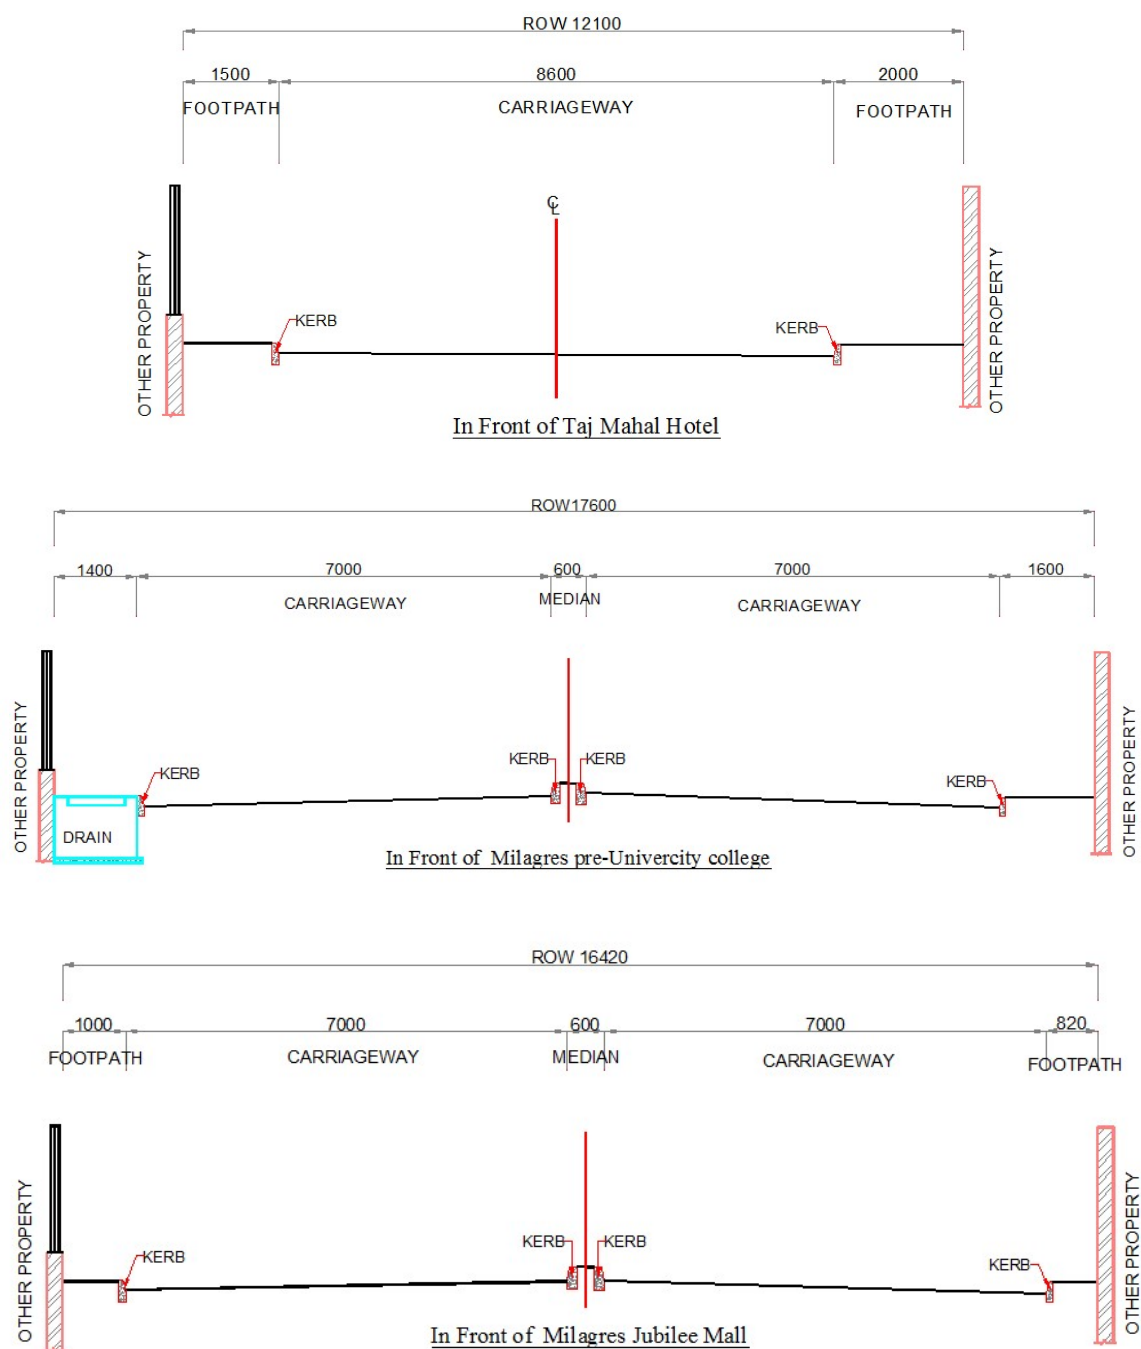 ROW 12100
1500 8600 2000
FOOTPATH CARRIAGEWAY FOOTPATH
℄
OTHER PROPERTY KERB KERB OTHER PROPERTY
In Front of Taj Mahal Hotel
ROW17600
1400 7000 600 7000 1600
CARRIAGEWAY MEDIAN CARRIAGEWAY
OTHER PROPERTY KERB KERB KERB KERB OTHER PROPERTY
DRAIN
In Front of Milagres pre-Univercity college
ROW 16420
1000 7000 600 7000 820
FOOTPATH CARRIAGEWAY MEDIAN CARRIAGEWAY FOOTPATH
OTHER PROPERTY KERB KERB KERB KERB OTHER PROPERTY
In Front of Milagres Jubilee Mall